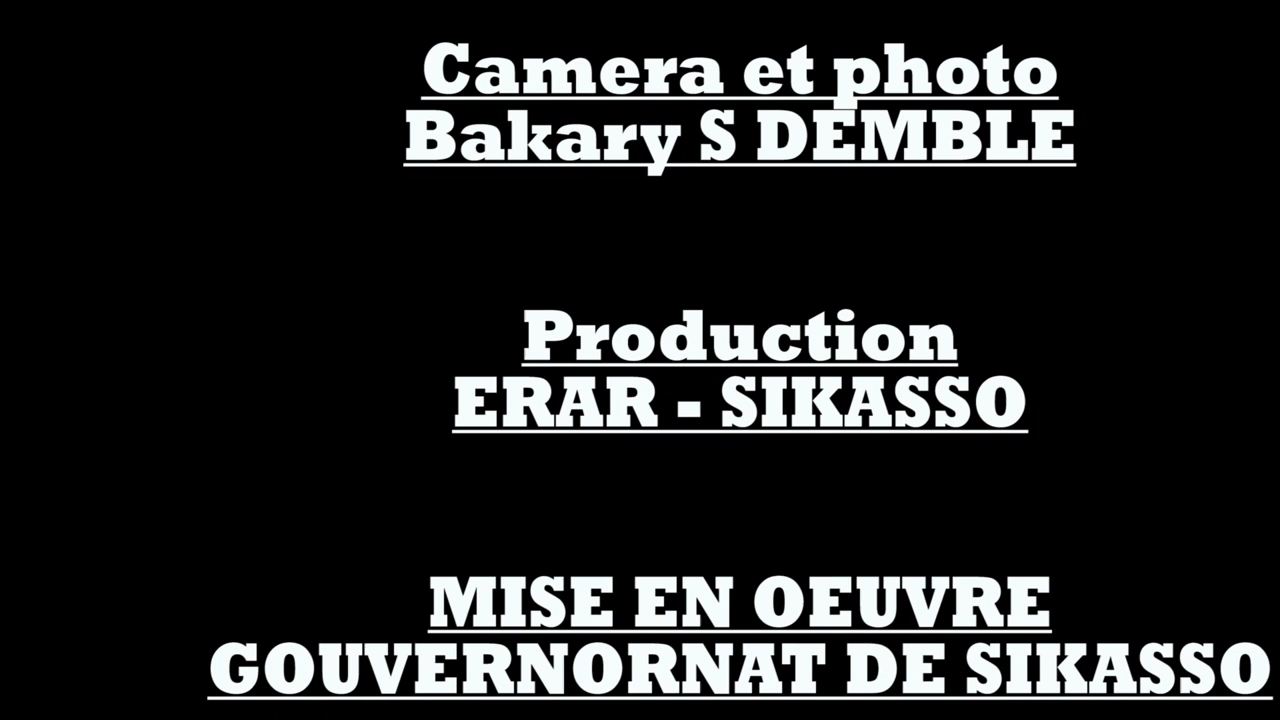 Camera et photo
Bakary S DEMBLE
Production
ERAR - SIKASSO
MISE EN OEUVRE
GOUVERNORNAT DE SIKASSO